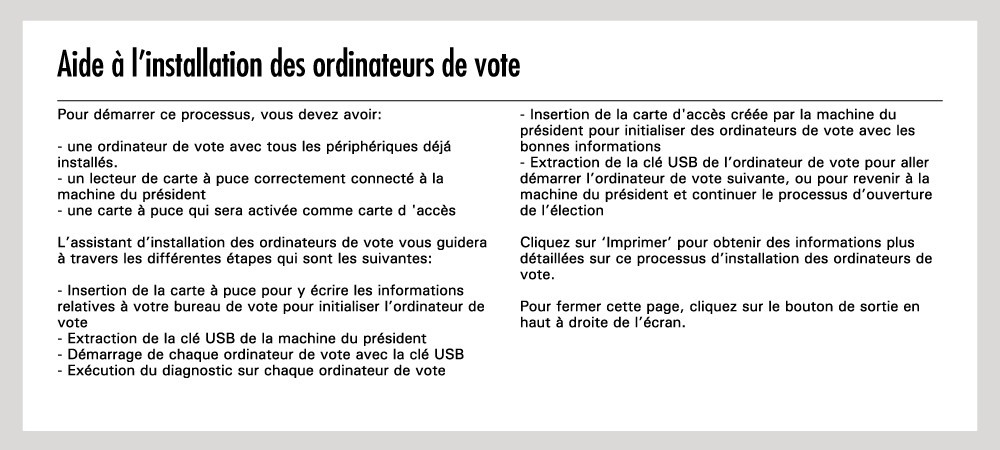 Aide à l’installation des ordinateurs de vote
Pour démarrer ce processus, vous devez avoir:
- une ordinateur de vote avec tous les périphériques déjá
installés.
- un lecteur de carte à puce correctement connecté à la
machine du président
- une carte à puce qui sera activée comme carte d 'accès
L’assistant d’installation des ordinateurs de vote vous guidera
à travers les différentes étapes qui sont les suivantes:
- Insertion de la carte à puce pour y écrire les informations
relatives à votre bureau de vote pour initialiser l’ordinateur de
vote
- Extraction de la clé USB de la machine du président
- Démarrage de chaque ordinateur de vote avec la clé USB
- Exécution du diagnostic sur chaque ordinateur de vote
- Insertion de la carte d'accès créée par la machine du
président pour initialiser des ordinateurs de vote avec les
bonnes informations
- Extraction de la clé USB de l’ordinateur de vote pour aller
démarrer l’ordinateur de vote suivante, ou pour revenir à la
machine du président et continuer le processus d’ouverture
de l’élection
Cliquez sur ‘Imprimer’ pour obtenir des informations plus
détaillées sur ce processus d’installation des ordinateurs de
vote.
Pour fermer cette page, cliquez sur le bouton de sortie en
haut à droite de l’écran.